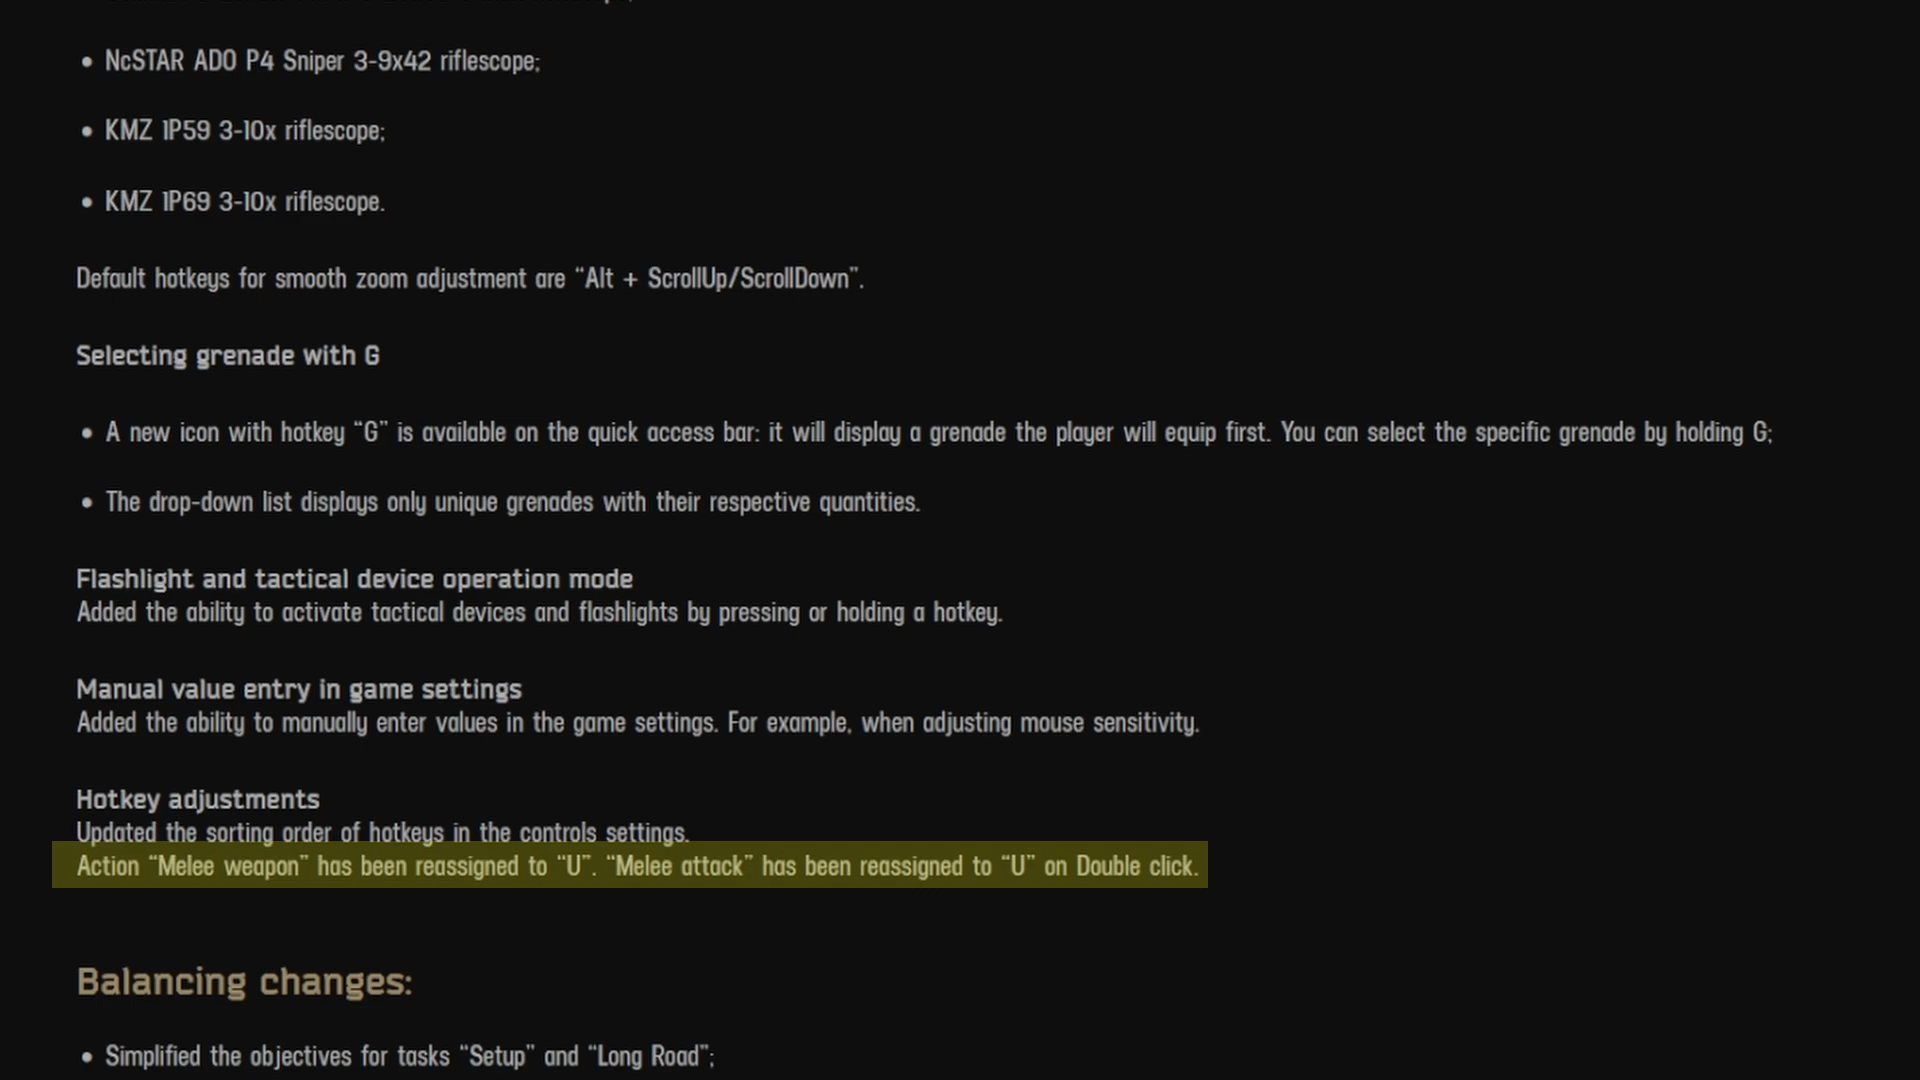 • NcSTAR ADO P4 Sniper 3-9x42 riflescope;
• KMZ 1P59 3-10x riflescope;
• KMZ 1P69 3-10x riflescope.
Default hotkeys for smooth zoom adjustment are “Alt + ScrollUp/ScrollDown”.
Selecting grenade with G
• A new icon with hotkey “G” is available on the quick access bar: it will display a grenade the player will equip first. You can select the specific grenade by holding G;
• The drop-down list displays only unique grenades with their respective quantities.
Flashlight and tactical device operation mode
Added the ability to activate tactical devices and flashlights by pressing or holding a hotkey.
Manual value entry in game settings
Added the ability to manually enter values in the game settings. For example, when adjusting mouse sensitivity.
Hotkey adjustments
Updated the sorting order of hotkeys in the controls settings.
Action “Melee weapon” has been reassigned to “U”. “Melee attack” has been reassigned to “U” on Double click.
Balancing changes:
• Simplified the objectives for tasks “Setup” and “Long Road”;